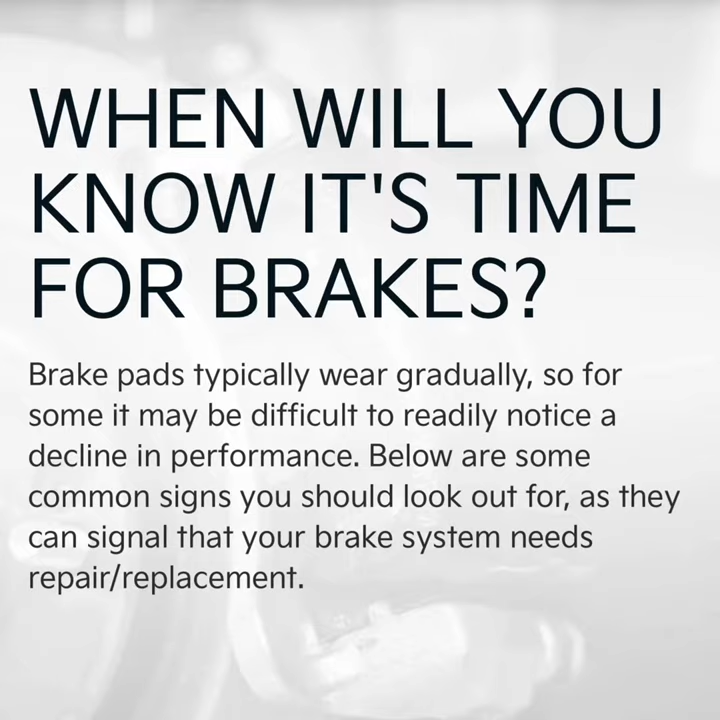 WHEN WILL YOU
KNOW IT'S TIME
FOR BRAKES?
Brake pads typically wear gradually, so for
some it may be difficult to readily notice a
decline in performance. Below are some
common signs you should look out for, as they
can signal that your brake system needs
repair/replacement.